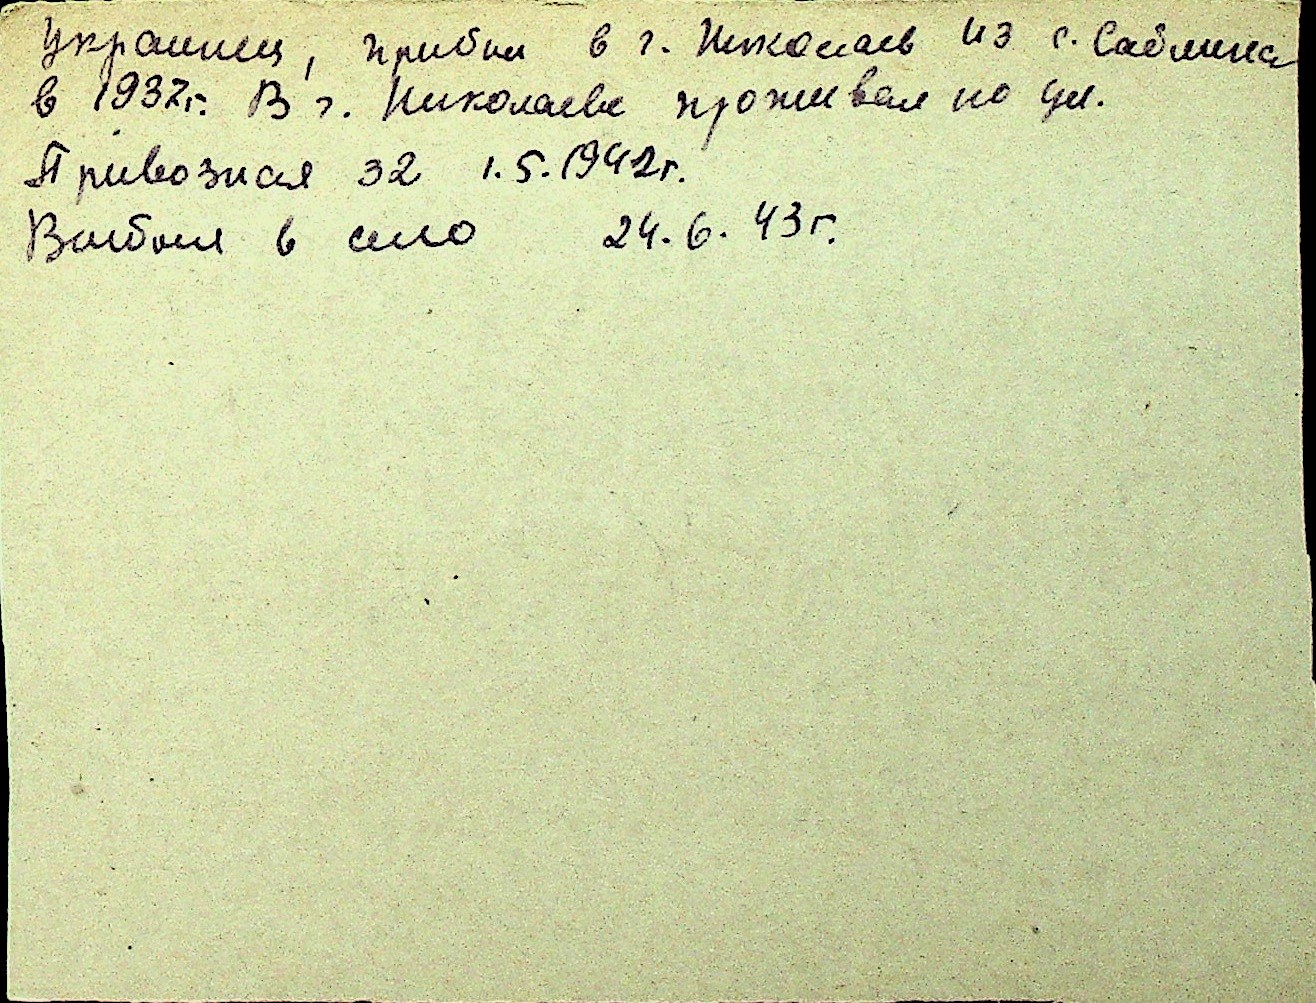 Украинец, прибыл в г. Николаев из с. Саблина
в 1937г. В г. Николаеве проживал по ул.
Привозная 32 1.5.1942г.
Выбыл в село 24.6.43г.